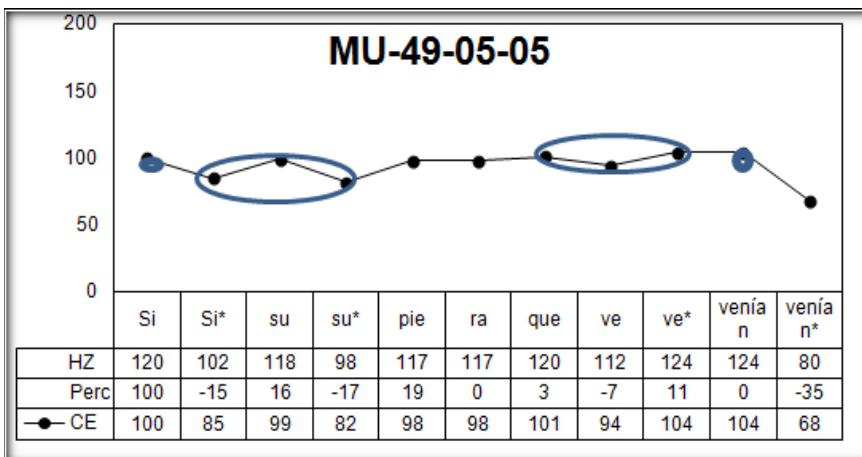 MU-49-05-05
200
150
100
50
0
Si Si* su su* pie ra que ve ve* venía venía
n n*
HZ 120 102 118 98 117 117 120 112 124 124 80
Perc 100 -15 16 -17 19 0 3 -7 11 0 -35
CE 100 85 99 82 98 98 101 94 104 104 68